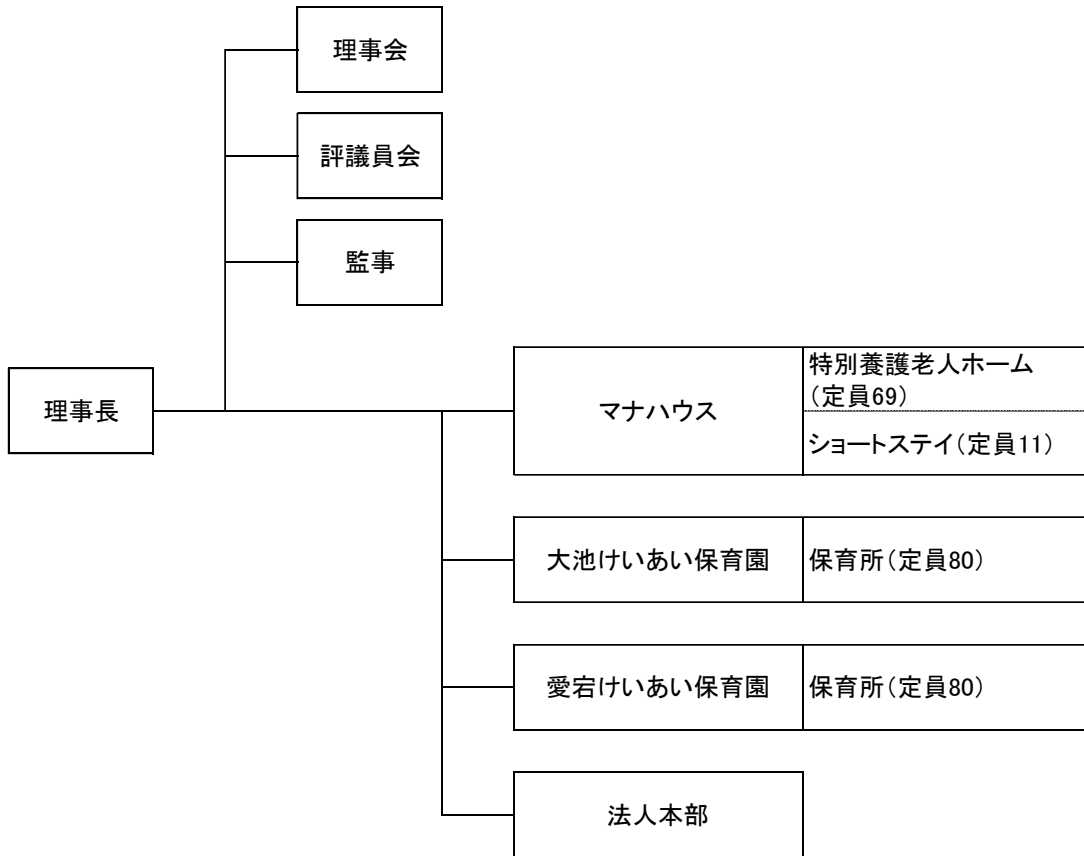 理事会
評議員会
監事
理事長
マナハウス
特別養護老人ホーム
(定員69)
ショートステイ(定員11)
大池けいあい保育園
保育所(定員80)
愛宕けいあい保育園
保育所(定員80)
法人本部